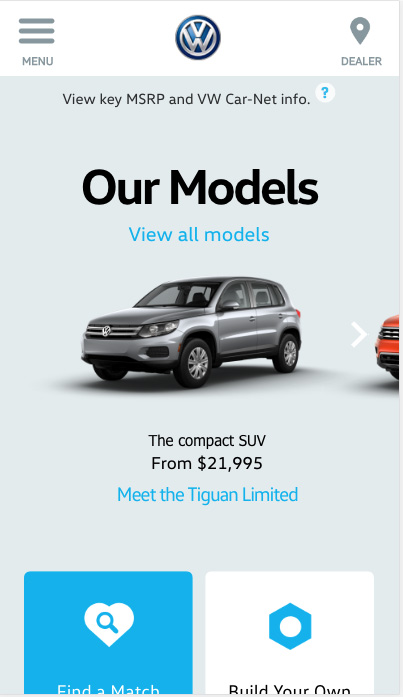 MENU
DEALER
View key MSRP and VW Car-Net info. ?
Our Models
View all models
The compact SUV
From $21,995
Meet the Tiguan Limited
Find a Match
Build Your Own